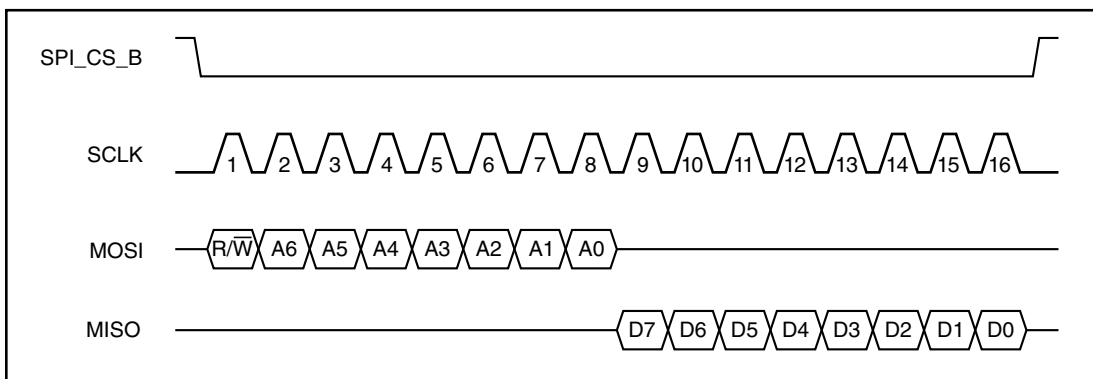 SPI_CS_B
SCLK 1 2 3 4 5 6 7 8 9 10 11 12 13 14 15 16
MOSI R/W̅ A6 A5 A4 A3 A2 A1 A0
MISO D7 D6 D5 D4 D3 D2 D1 D0